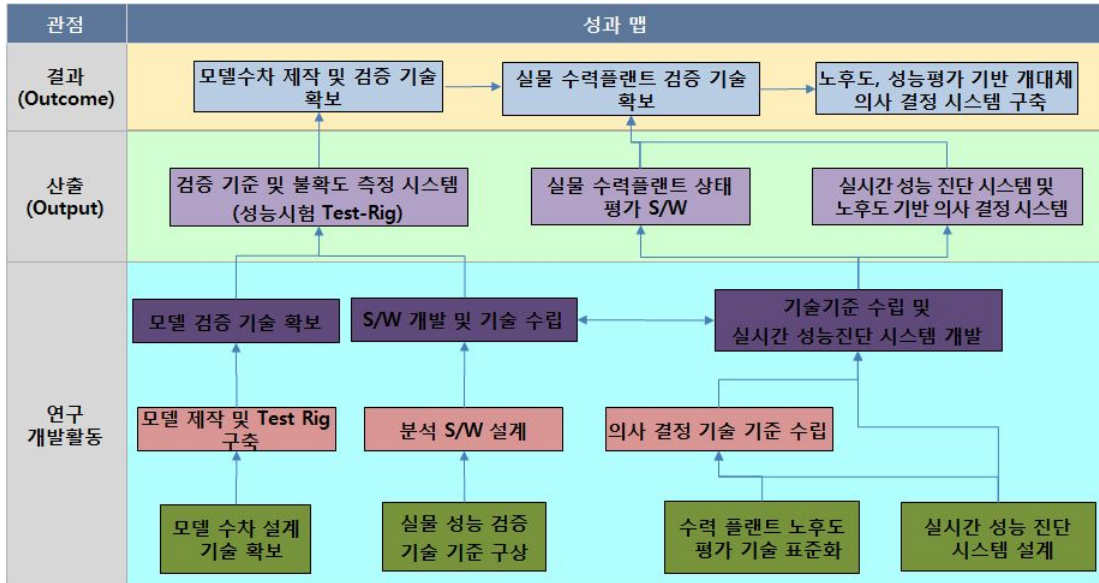 관점
성과 맵
결과
(Outcome)
모델수차 제작 및 검증 기술
확보
실물 수력플랜트 검증 기술
확보
노후도, 성능평가 기반 개대체
의사 결정 시스템 구축
산출
(Output)
검증 기준 및 불확도 측정 시스템
(성능시험 Test-Rig)
실물 수력플랜트 상태
평가 S/W
실시간 성능 진단 시스템 및
노후도 기반 의사 결정 시스템
연구
개발활동
모델 검증 기술 확보
S/W 개발 및 기술 수립
기술기준 수립 및
실시간 성능진단 시스템 개발
모델 제작 및 Test Rig
구축
분석 S/W 설계
의사 결정 기술 기준 수립
모델 수차 설계
기술 확보
실물 성능 검증
기술 기준 구상
수력 플랜트 노후도
평가 기술 표준화
실시간 성능 진단
시스템 설계